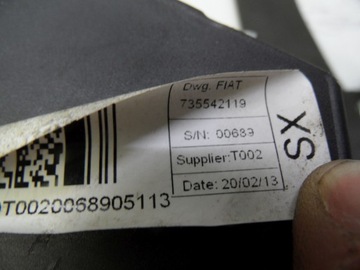 Dwg. FIAT
735542119
S/N: 00689
Supplier:T002
Date: 20/02/13
SX
T0020068905113